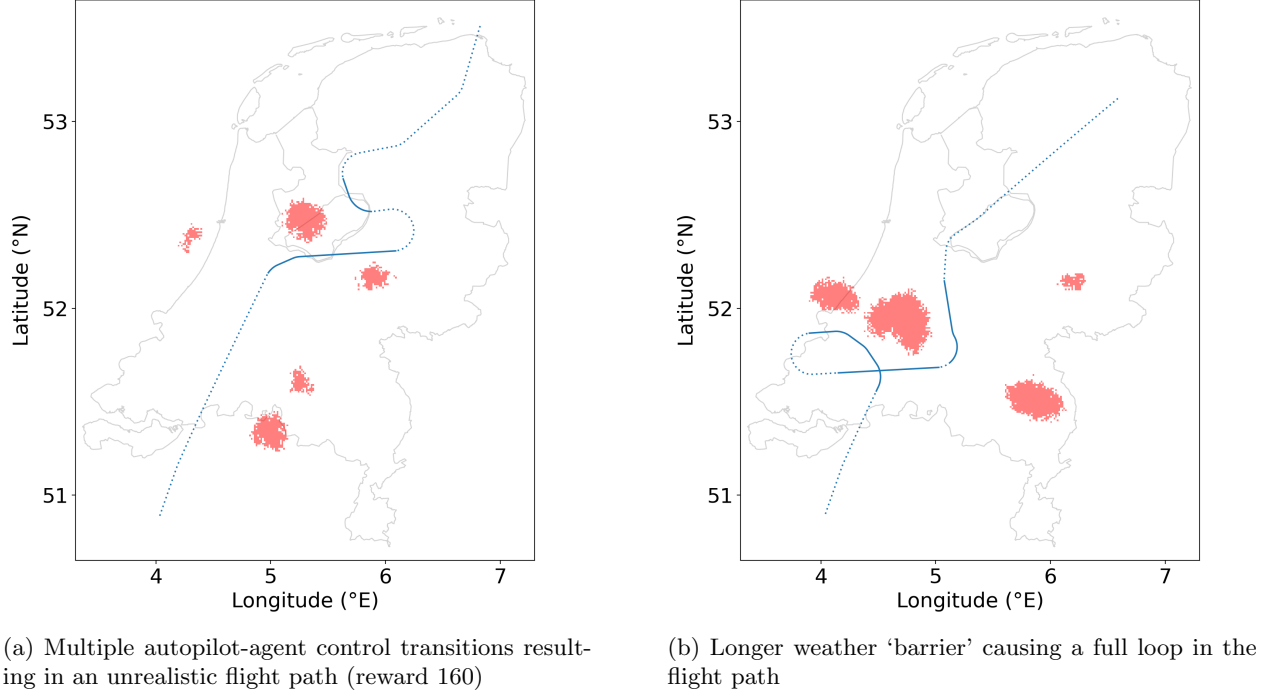 53
52
51
Latitude (°N)
4 5 6 7
Longitude (°E)
53
52
51
Latitude (°N)
4 5 6 7
Longitude (°E)
(a) Multiple autopilot-agent control transitions result-
ing in an unrealistic flight path (reward 160)
(b) Longer weather ‘barrier’ causing a full loop in the
flight path